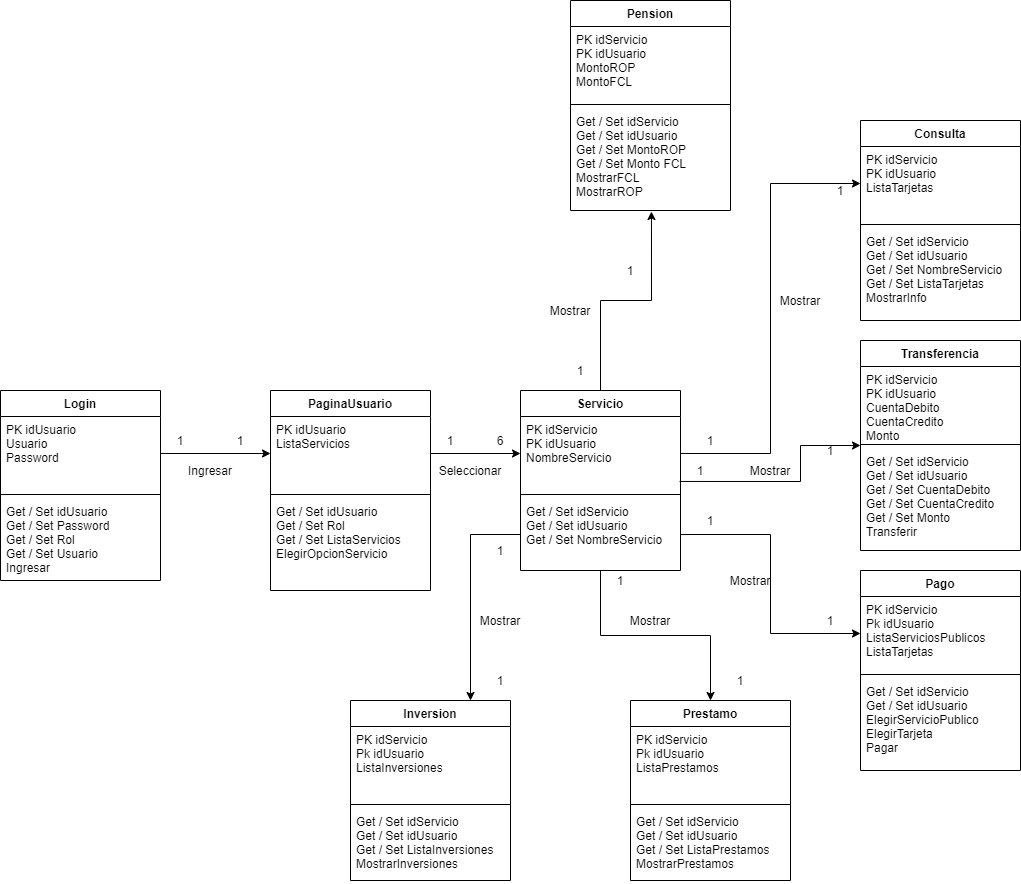 Pension
PK idServicio
PK idUsuario
MontoROP
MontoFCL
Get / Set idServicio
Get / Set idUsuario
Get / Set MontoROP
Get / Set Monto FCL
MostrarFCL
MostrarROP
1
Mostrar
1
Consulta
PK idServicio
PK idUsuario
ListaTarjetas
Get / Set idServicio
Get / Set idUsuario
Get / Set NombreServicio
Get / Set ListaTarjetas
MostrarInfo
1
Mostrar
1
Transferencia
PK idServicio
PK idUsuario
CuentaDebito
CuentaCredito
Monto
Get / Set idServicio
Get / Set idUsuario
Get / Set CuentaDebito
Get / Set CuentaCredito
Get / Set Monto
Transferir
1
Mostrar
1
Login
PK idUsuario
Usuario
Password
Get / Set idUsuario
Get / Set Password
Get / Set Rol
Get / Set Usuario
Ingresar
1
1
Ingresar
PaginaUsuario
PK idUsuario
ListaServicios
Get / Set idUsuario
Get / Set Rol
Get / Set ListaServicios
ElegirOpcionServicio
1
6
Seleccionar
Servicio
PK idServicio
PK idUsuario
NombreServicio
Get / Set idServicio
Get / Set idUsuario
Get / Set NombreServicio
1
Mostrar
1
Pago
PK idServicio
Pk idUsuario
ListaServiciosPublicos
ListaTarjetas
Get / Set idServicio
Get / Set idUsuario
ElegirServicioPublico
ElegirTarjeta
Pagar
1
Mostrar
1
Inversion
PK idServicio
Pk idUsuario
ListaInversiones
Get / Set idServicio
Get / Set idUsuario
Get / Set ListaInversiones
MostrarInversiones
1
Mostrar
1
Prestamo
PK idServicio
Pk idUsuario
ListaPrestamos
Get / Set idServicio
Get / Set idUsuario
Get / Set ListaPrestamos
MostrarPrestamos